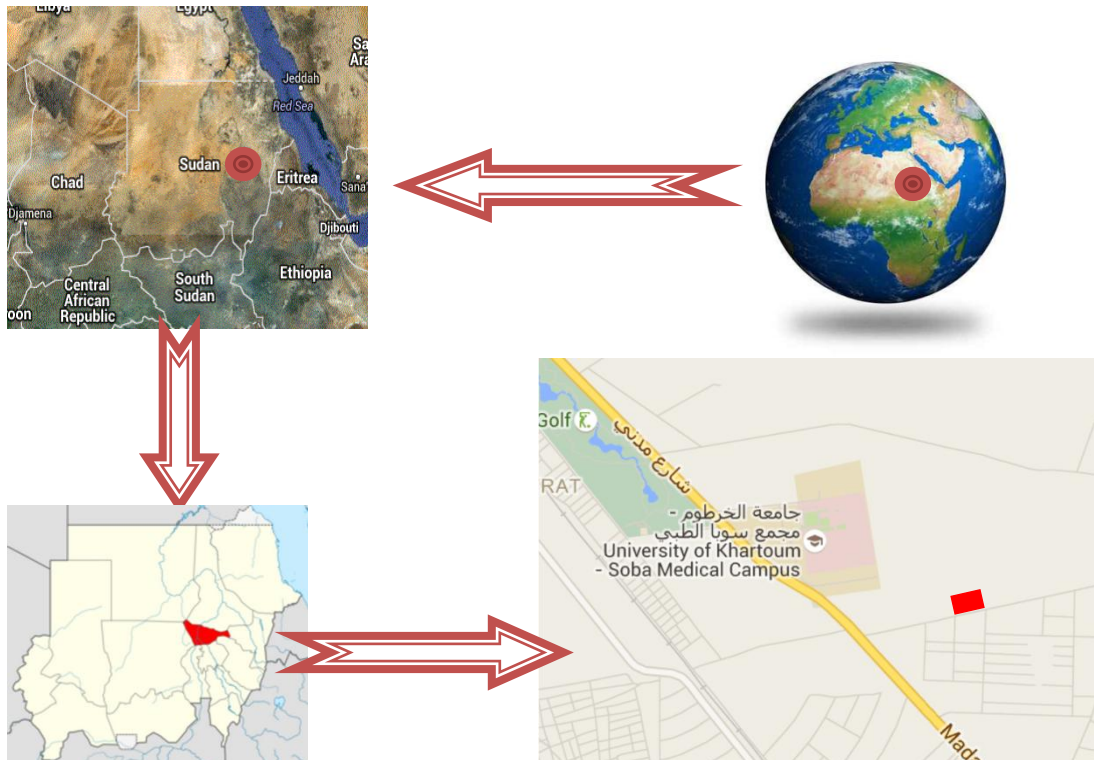 Libya
Egypt
Sa
Ara
Jeddah
Red Sea
Sudan
Chad
Eritrea
Sana'
Djamena
Djibouti
Ethiopia
Central
African
Republic
South
Sudan
oon
Golf
شارع مدني
RAT
جامعة الخرطوم -
مجمع سوبا الطبي
University of Khartoum
- Soba Medical Campus
Mada